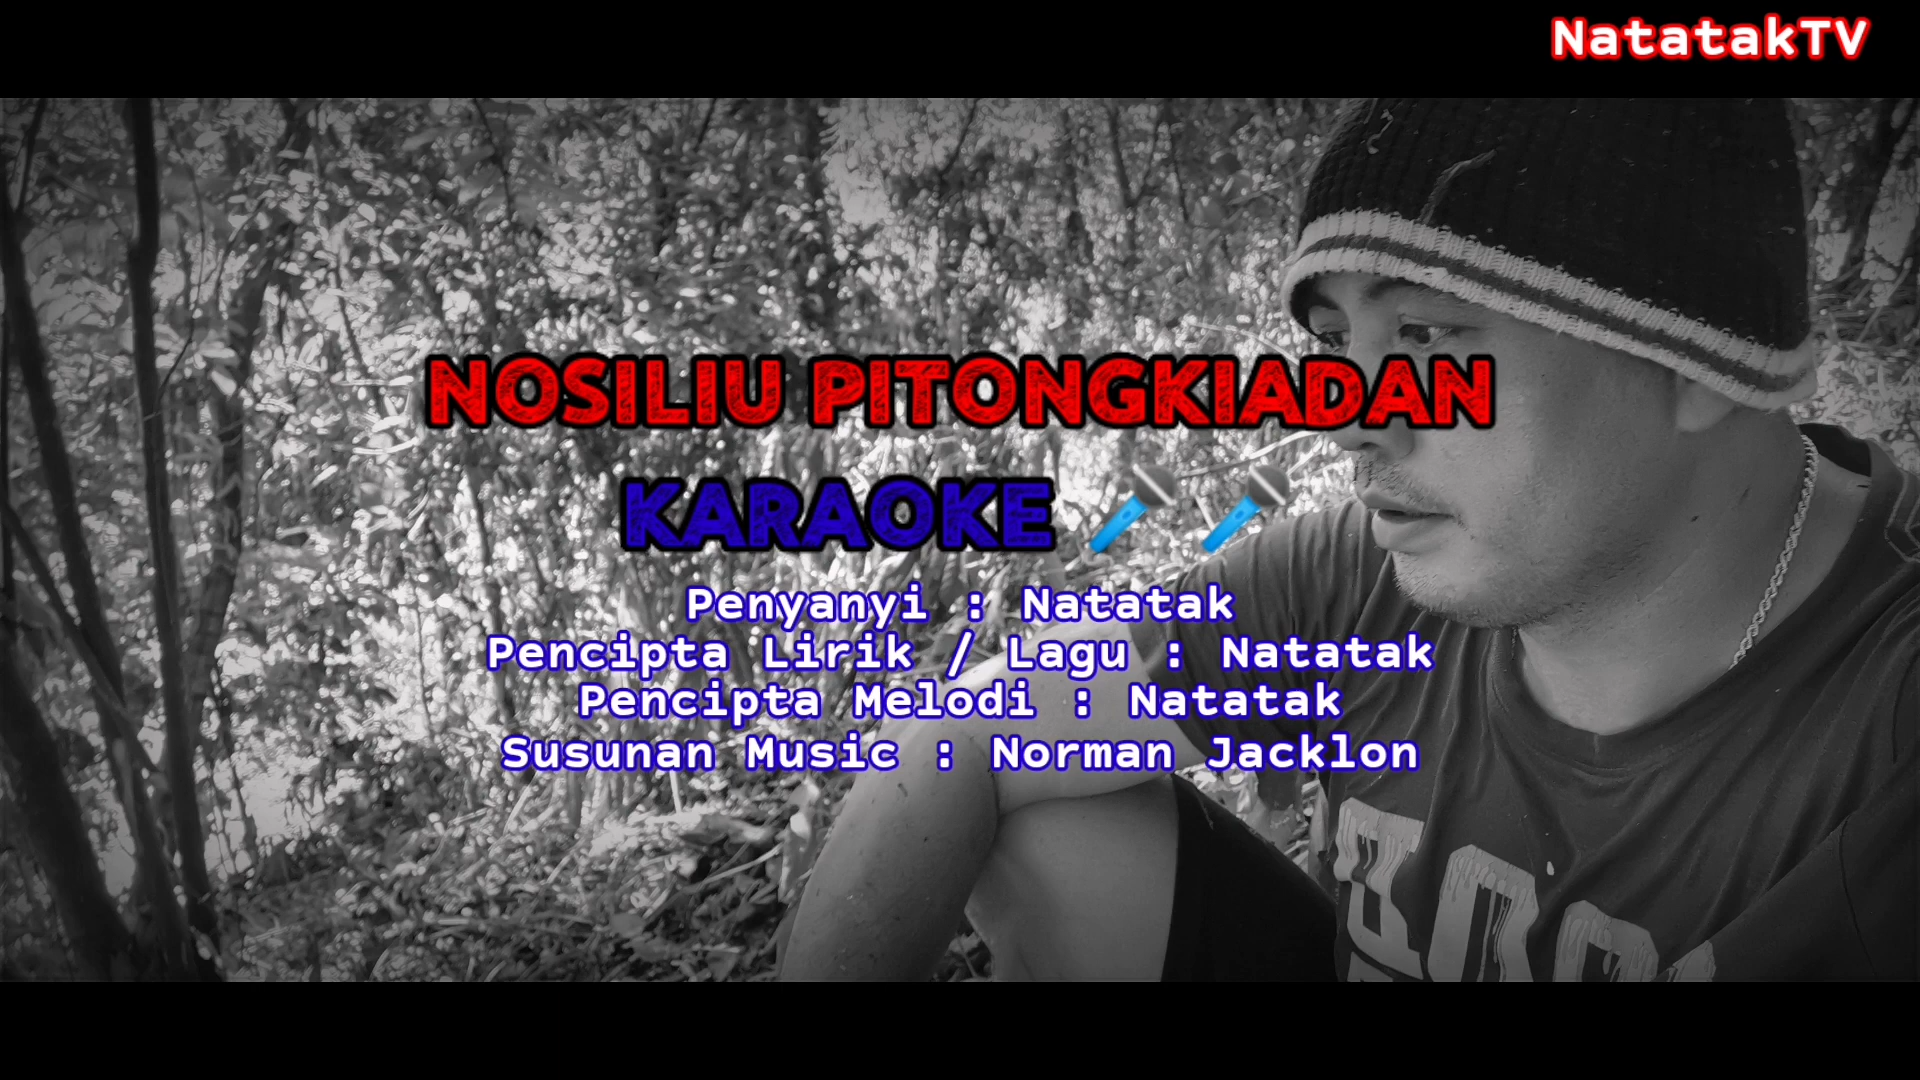 NatatakTV
NOSILIU PITONGKIADAN
KARAOKE 🎤 🎤
Penyanyi : Natatak
Pencipta Lirik / Lagu : Natatak
Pencipta Melodi : Natatak
Susunan Music : Norman Jacklon